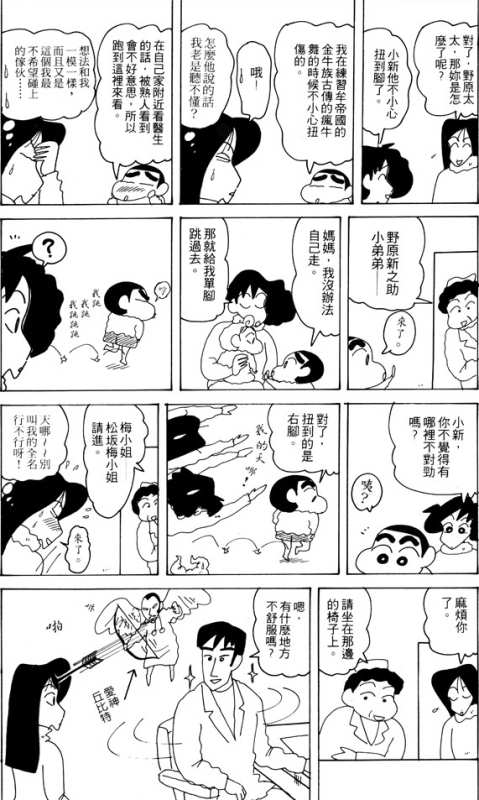 對了，野原太
太，那妳是怎
麼了呢？
小新他不小心
扭到腳了。
我在練習牟帝國的
金牛族古傳的瘋牛
舞的時候不小心扭
傷的。
哦！
怎麼他說的話
我老是聽不懂？
在自己家附近看醫生
的話，被熟人看到
會不好意思，所以
跑到這裡來看。
想法和我
一模一樣，
而且又是
這個我最
不希望碰上
的傢伙……
野原新之助
小弟弟——
來了。
媽媽，我沒辦法
自己走。
那就給我單腳
跳過去。
？
我跳
我跳
我跳跳
小新，
你不覺得有
哪裡不對勁
嗎？
咦？
對了，
扭到的是
右腳。
我的天
梅小姐
松坂梅小姐
請進。
來了。
天哪～別
叫我的全名
行不行呀！
麻煩你
了。
請坐在那邊
的椅子上。
嗯，
有什麼地方
不舒服嗎？
愛神
丘比特
啪